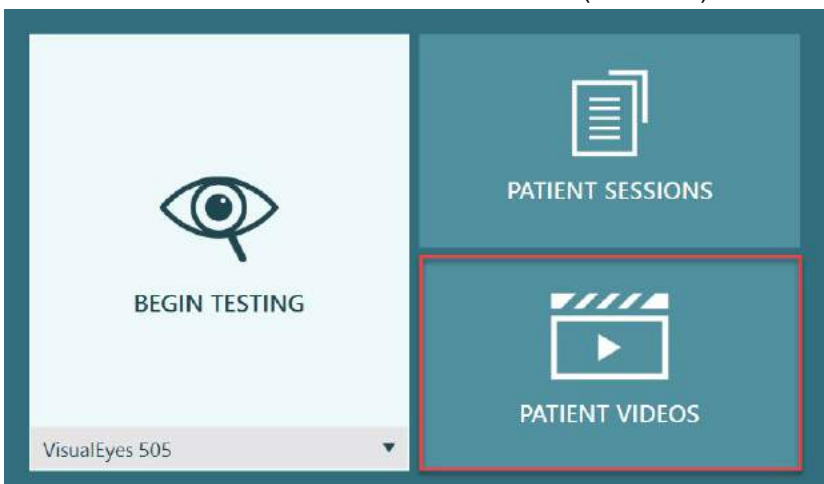 BEGIN TESTING
VisualEyes 505
PATIENT SESSIONS
PATIENT VIDEOS